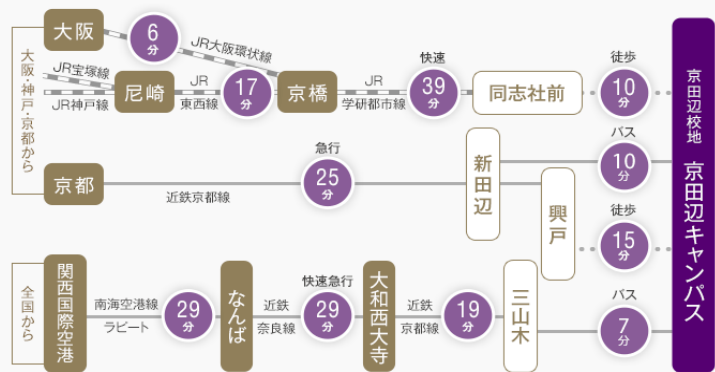 大阪・神戸・京都から
大阪
6分
JR大阪環状線
JR宝塚線
JR神戸線
尼崎
JR
東西線
17分
京橋
JR
学研都市線
快速
39分
同志社前
徒歩
10分
京都
近鉄京都線
急行
25分
新田辺
バス
10分
興戸
徒歩
15分
全国から
関西国際空港
南海空港線
ラピート
29分
なんば
近鉄
奈良線
快速急行
29分
大和西大寺
近鉄
京都線
19分
三山木
バス
7分
京田辺校地 京田辺キャンパス